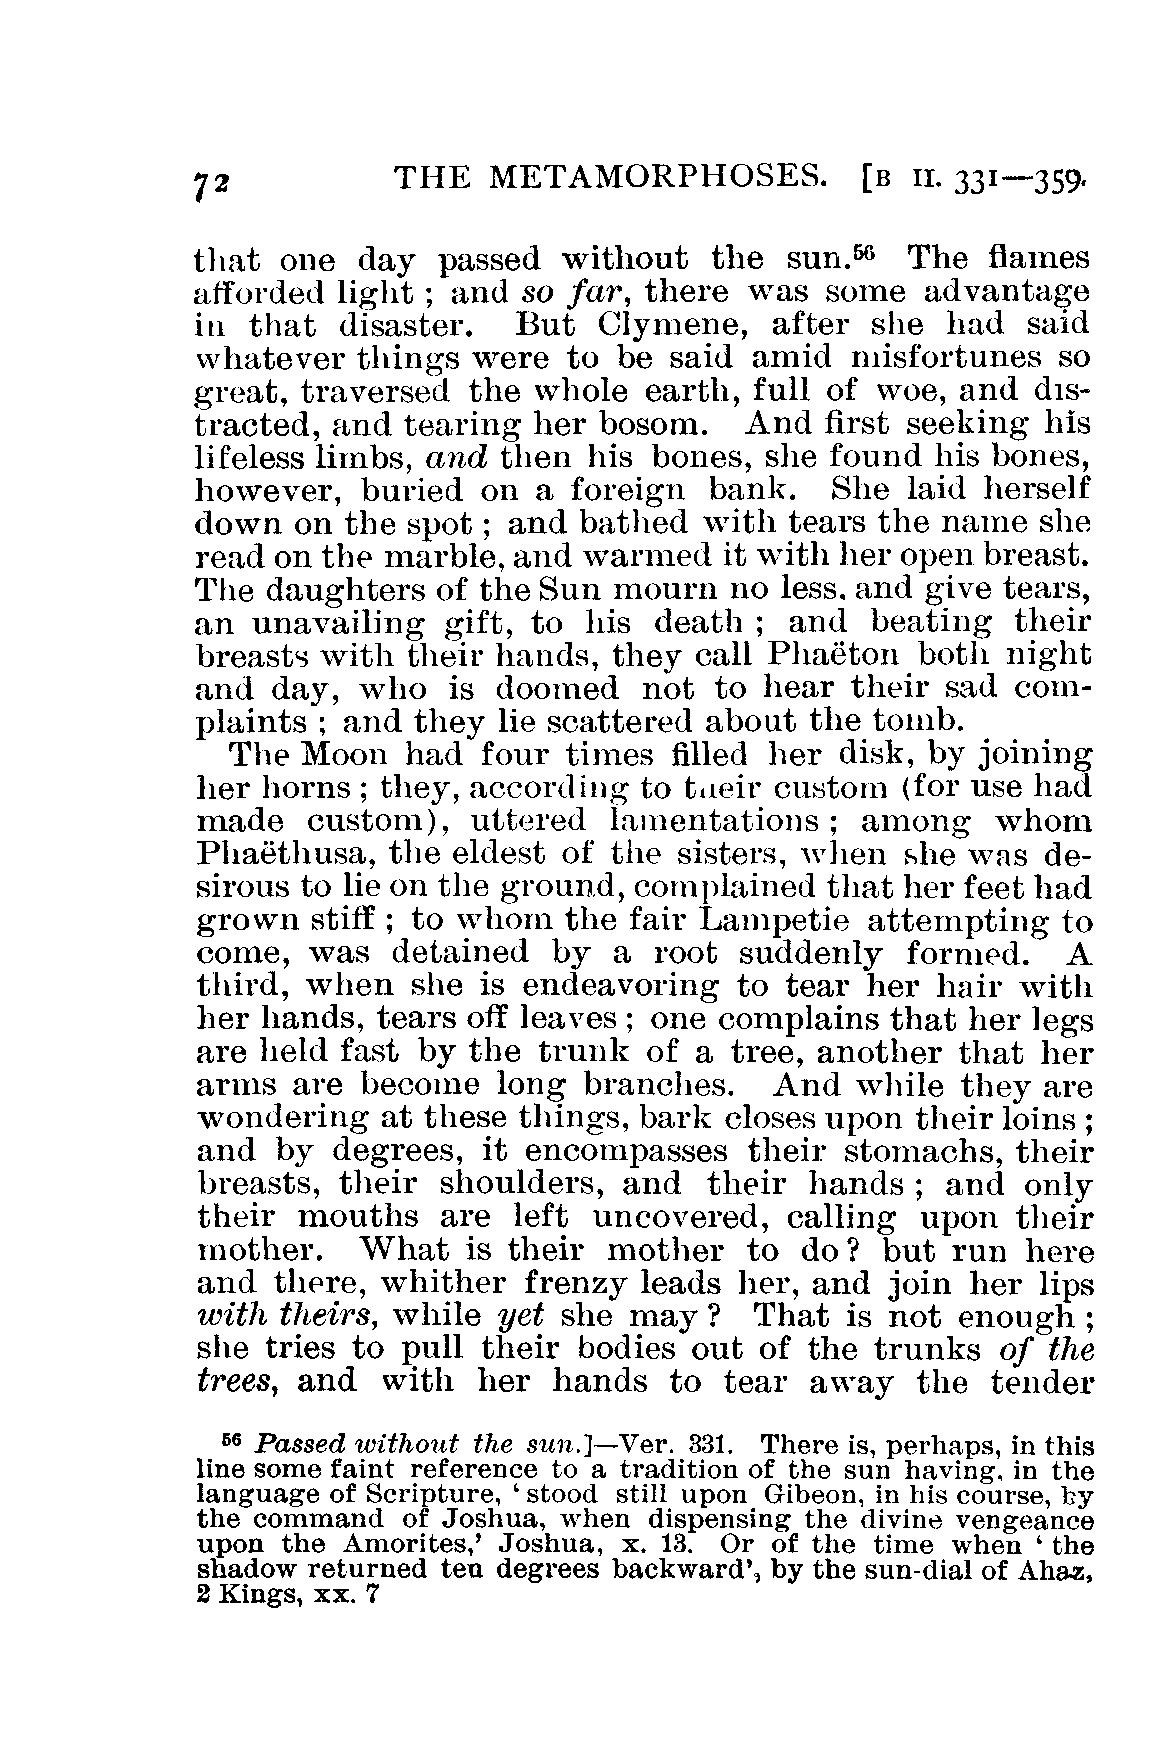 72 THE METAMORPHOSES. [B II. 331—359.
that one day passed without the sun.⁵⁶ The flames
afforded light ; and so far, there was some advantage
in that disaster. But Clymene, after she had said
whatever things were to be said amid misfortunes so
great, traversed the whole earth, full of woe, and dis-
tracted, and tearing her bosom. And first seeking his
lifeless limbs, and then his bones, she found his bones,
however, buried on a foreign bank. She laid herself
down on the spot ; and bathed with tears the name she
read on the marble, and warmed it with her open breast.
The daughters of the Sun mourn no less, and give tears,
an unavailing gift, to his death ; and beating their
breasts with their hands, they call Phaëton both night
and day, who is doomed not to hear their sad com-
plaints ; and they lie scattered about the tomb.
The Moon had four times filled her disk, by joining
her horns ; they, according to their custom (for use had
made custom), uttered lamentations ; among whom
Phaëthusa, the eldest of the sisters, when she was de-
sirous to lie on the ground, complained that her feet had
grown stiff ; to whom the fair Lampetie attempting to
come, was detained by a root suddenly formed. A
third, when she is endeavoring to tear her hair with
her hands, tears off leaves ; one complains that her legs
are held fast by the trunk of a tree, another that her
arms are become long branches. And while they are
wondering at these things, bark closes upon their loins ;
and by degrees, it encompasses their stomachs, their
breasts, their shoulders, and their hands ; and only
their mouths are left uncovered, calling upon their
mother. What is their mother to do ? but run here
and there, whither frenzy leads her, and join her lips
with theirs, while yet she may ? That is not enough ;
she tries to pull their bodies out of the trunks of the
trees, and with her hands to tear away the tender
⁵⁶ Passed without the sun.]—Ver. 331. There is, perhaps, in this
line some faint reference to a tradition of the sun having, in the
language of Scripture, ‘ stood still upon Gibeon, in his course, by
the command of Joshua, when dispensing the divine vengeance
upon the Amorites,’ Joshua, x. 13. Or of the time when ‘ the
shadow returned ten degrees backward’, by the sun-dial of Ahaz,
2 Kings, xx. 7